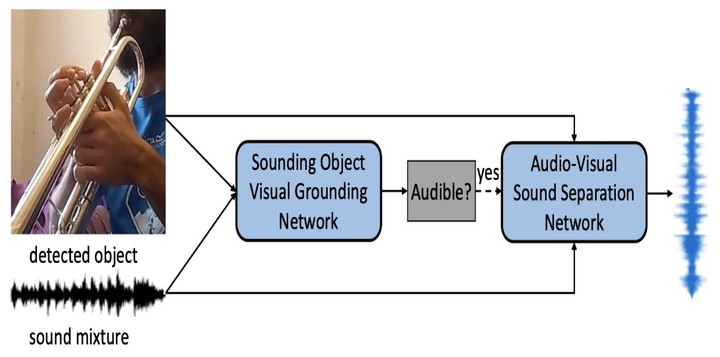 Sounding Object
Visual Grounding
Network
Audible?
yes
Audio-Visual
Sound Separation
Network
detected object
sound mixture